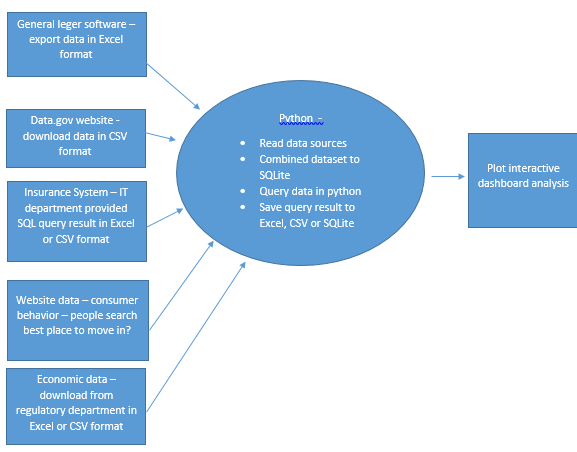 General leger software –
export data in Excel
format
Data.gov website -
download data in CSV
format
Insurance System – IT
department provided
SQL query result in Excel
or CSV format
Website data – consumer
behavior – people search
best place to move in?
Economic data –
download from
regulatory department in
Excel or CSV format
Python -
• Read data sources
• Combined dataset to
SQLite
• Query data in python
• Save query result to
Excel, CSV or SQLite
Plot interactive
dashboard analysis